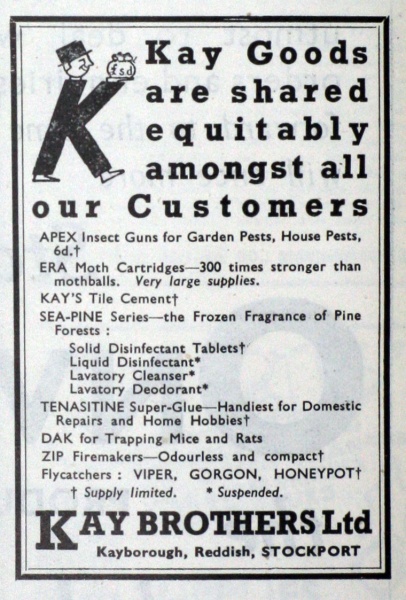 £sd
Kay Goods
are shared
equitably
amongst all
our Customers
APEX Insect Guns for Garden Pests, House Pests,
6d.†
ERA Moth Cartridges—300 times stronger than
mothballs. Very large supplies.
KAY'S Tile Cement†
SEA-PINE Series—the Frozen Fragrance of Pine
Forests :
Solid Disinfectant Tablets†
Liquid Disinfectant*
Lavatory Cleanser*
Lavatory Deodorant*
TENASITINE Super-Glue—Handiest for Domestic
Repairs and Home Hobbies†
DAK for Trapping Mice and Rats
ZIP Firemakers—Odourless and compact†
Flycatchers : VIPER, GORGON, HONEYPOT†
† Supply limited. * Suspended.
KAY BROTHERS Ltd
Kayborough, Reddish, STOCKPORT